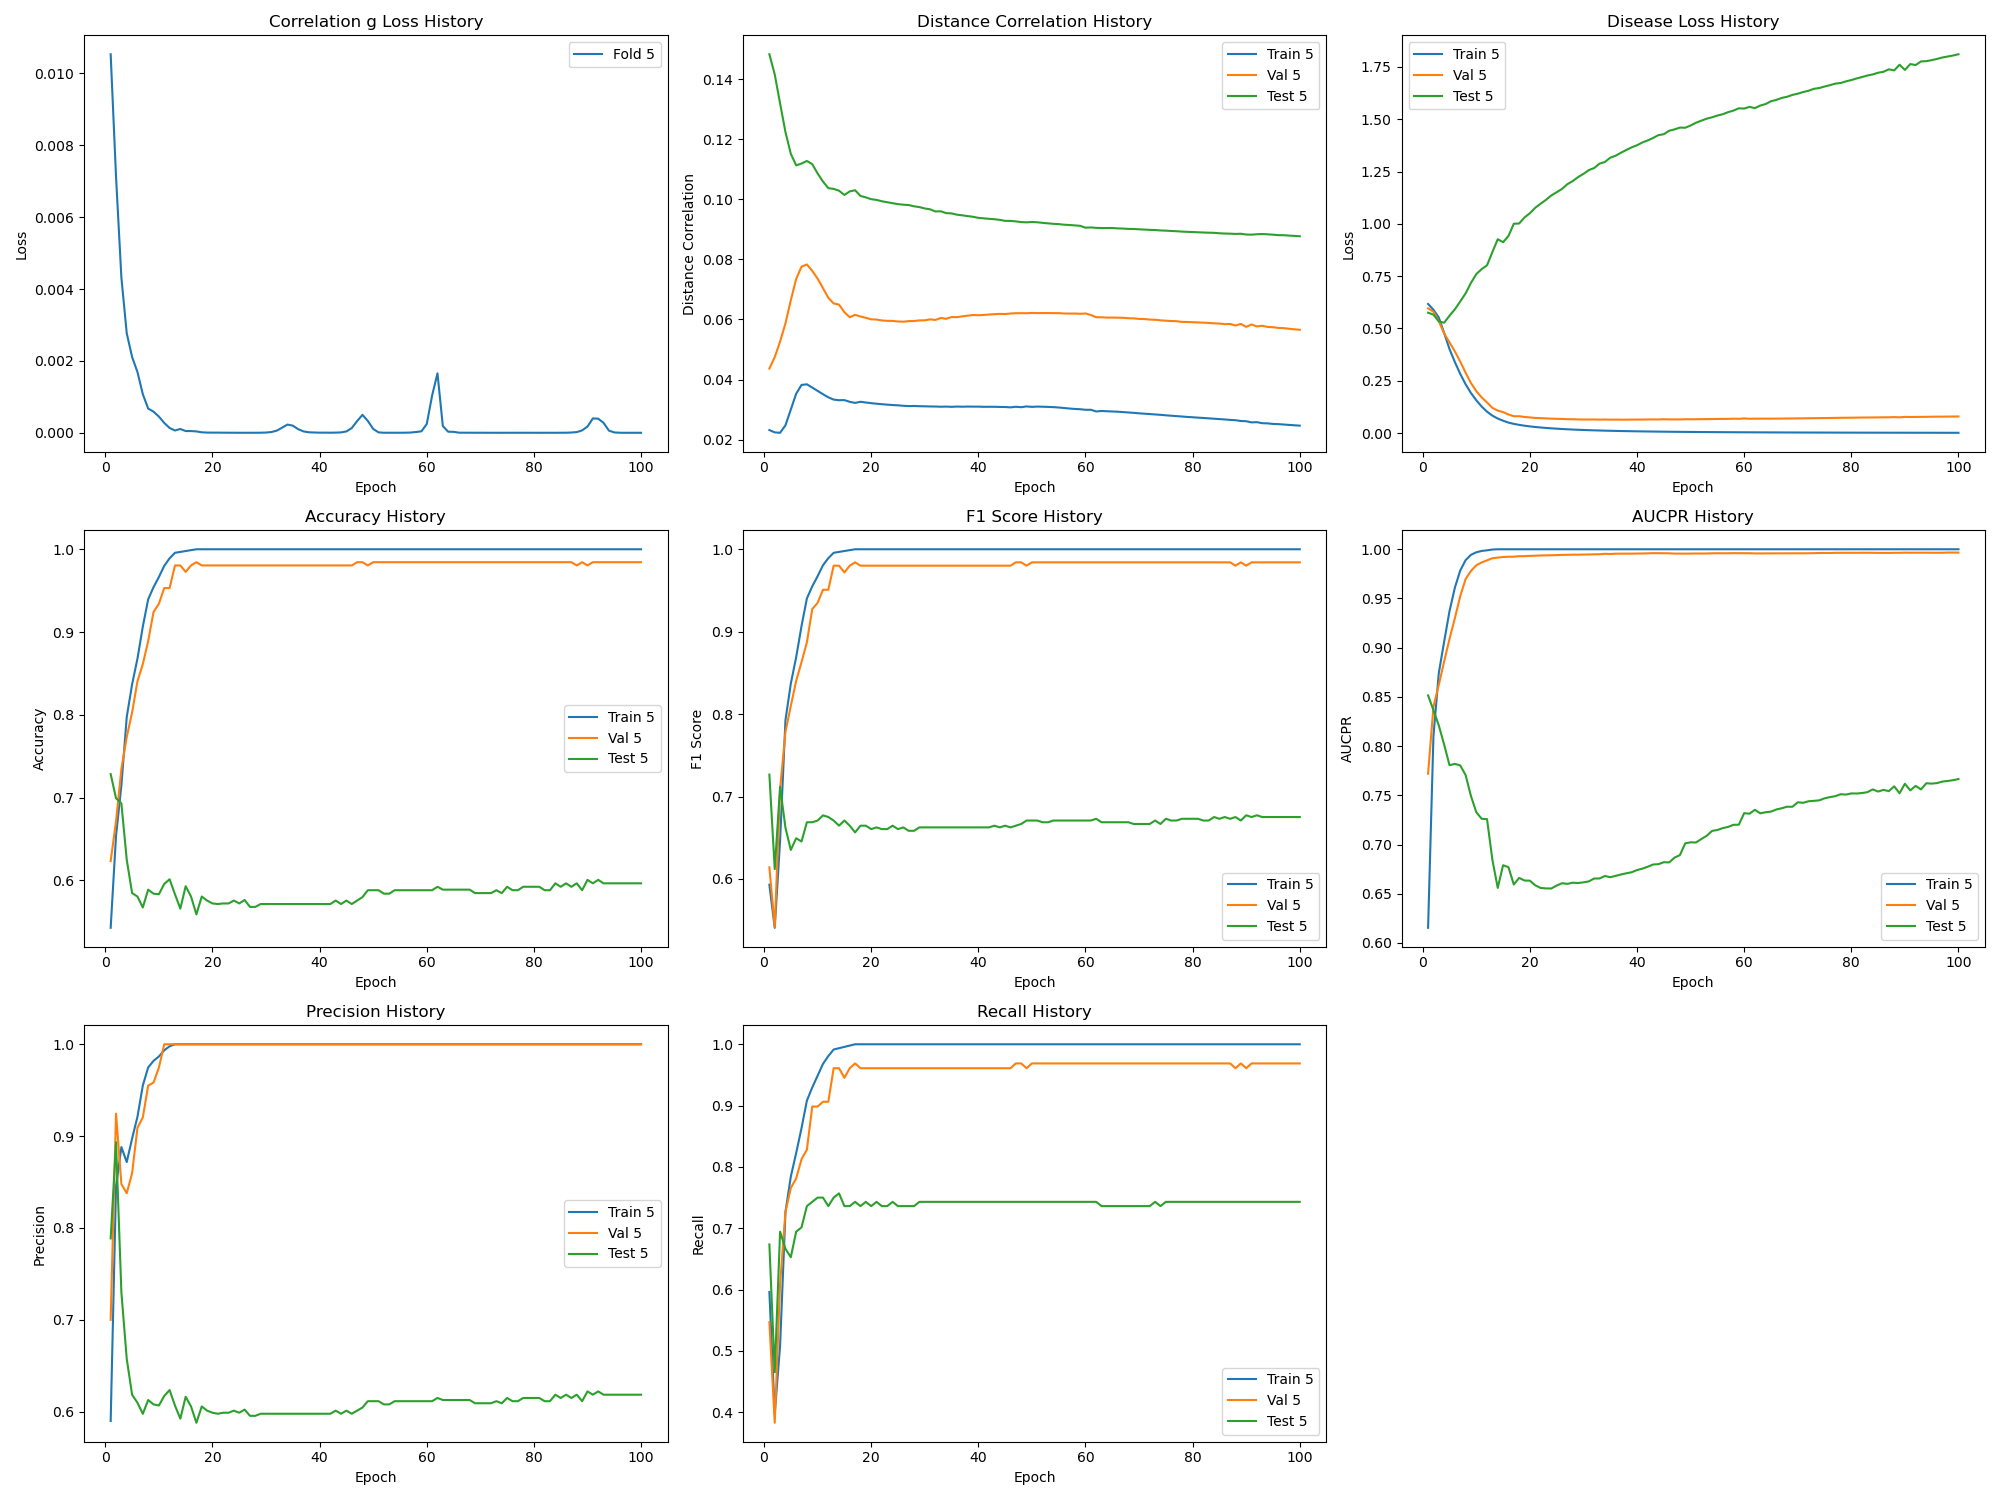 Correlation g Loss History
Loss
0.010
0.008
0.006
0.004
0.002
0.000
Fold 5
0 20 40 60 80 100
Epoch
Distance Correlation History
Distance Correlation
0.14
0.12
0.10
0.08
0.06
0.04
0.02
Train 5
Val 5
Test 5
0 20 40 60 80 100
Epoch
Disease Loss History
Loss
1.75
1.50
1.25
1.00
0.75
0.50
0.25
0.00
Train 5
Val 5
Test 5
0 20 40 60 80 100
Epoch
Accuracy History
Accuracy
1.0
0.9
0.8
0.7
0.6
Train 5
Val 5
Test 5
0 20 40 60 80 100
Epoch
F1 Score History
F1 Score
1.0
0.9
0.8
0.7
0.6
Train 5
Val 5
Test 5
0 20 40 60 80 100
Epoch
AUCPR History
AUCPR
1.00
0.95
0.90
0.85
0.80
0.75
0.70
0.65
0.60
Train 5
Val 5
Test 5
0 20 40 60 80 100
Epoch
Precision History
Precision
1.0
0.9
0.8
0.7
0.6
Train 5
Val 5
Test 5
0 20 40 60 80 100
Epoch
Recall History
Recall
1.0
0.9
0.8
0.7
0.6
0.5
0.4
Train 5
Val 5
Test 5
0 20 40 60 80 100
Epoch